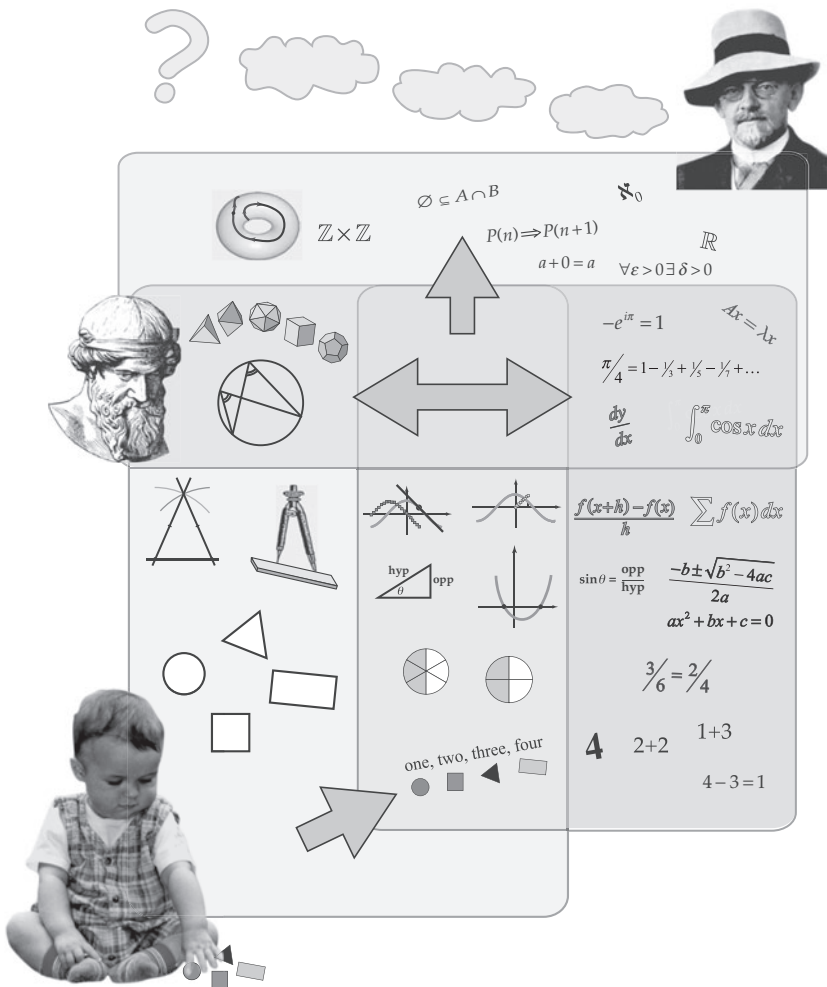 ?
∅ ⊆ A ∩ B
ℵ₀
ℤ×ℤ
P(n)⇒P(n+1)
ℝ
a+0=a
∀ε>0∃δ>0
−e^{iπ} = 1
Ax = λx
π/4 = 1 − 1/3 + 1/5 − 1/7 + ...
dy/dx
∫₀^π cos x dx
f(x+h)−f(x)
h
∑ f(x) dx
hyp
opp
θ
sinθ = opp/hyp
−b ± √b² − 4ac
2a
ax² + bx + c = 0
3/6 = 2/4
one, two, three, four
4
2+2
1+3
4−3=1